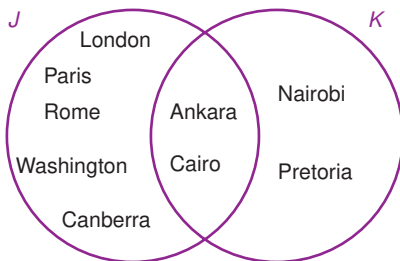 J
K
London
Paris
Rome
Washington
Canberra
Ankara
Cairo
Nairobi
Pretoria